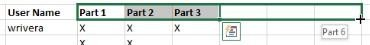 User Name Part 1 Part 2 Part 3
wrivera X X X Part 6
X X